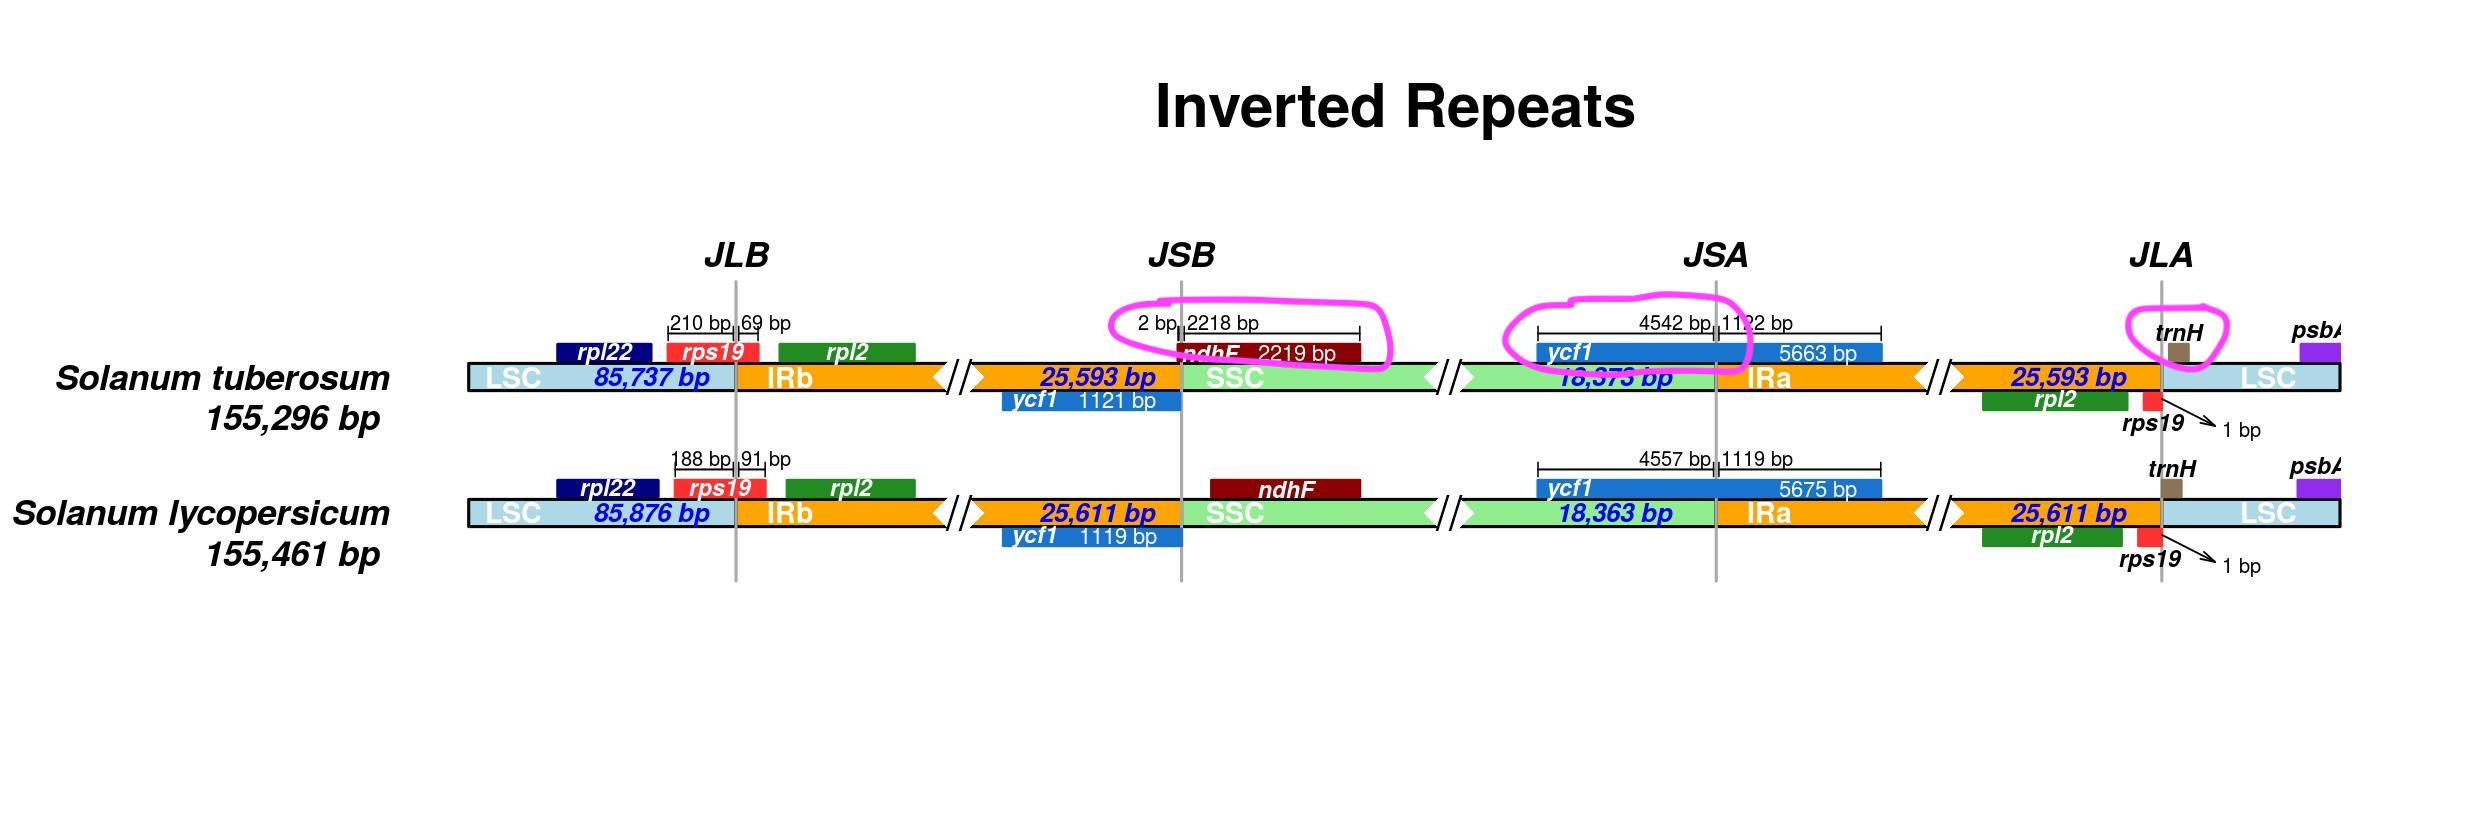 Inverted Repeats
JLB JSB JSA JLA
210 bp 69 bp 2 bp 2218 bp 4542 bp 1122 bp trnH psbA
rpl22 rps19 rpl2 ndhF 2219 bp ycf1 5663 bp
Solanum tuberosum LSC 85,737 bp IRb 25,593 bp SSC 18,373 bp IRa 25,593 bp LSC
155,296 bp ycf1 1121 bp rpl2 rps19 1 bp
188 bp 91 bp 4557 bp 1119 bp trnH psbA
rpl22 rps19 rpl2 ndhF ycf1 5675 bp
Solanum lycopersicum LSC 85,876 bp IRb 25,611 bp SSC 18,363 bp IRa 25,611 bp LSC
155,461 bp ycf1 1119 bp rpl2 rps19 1 bp